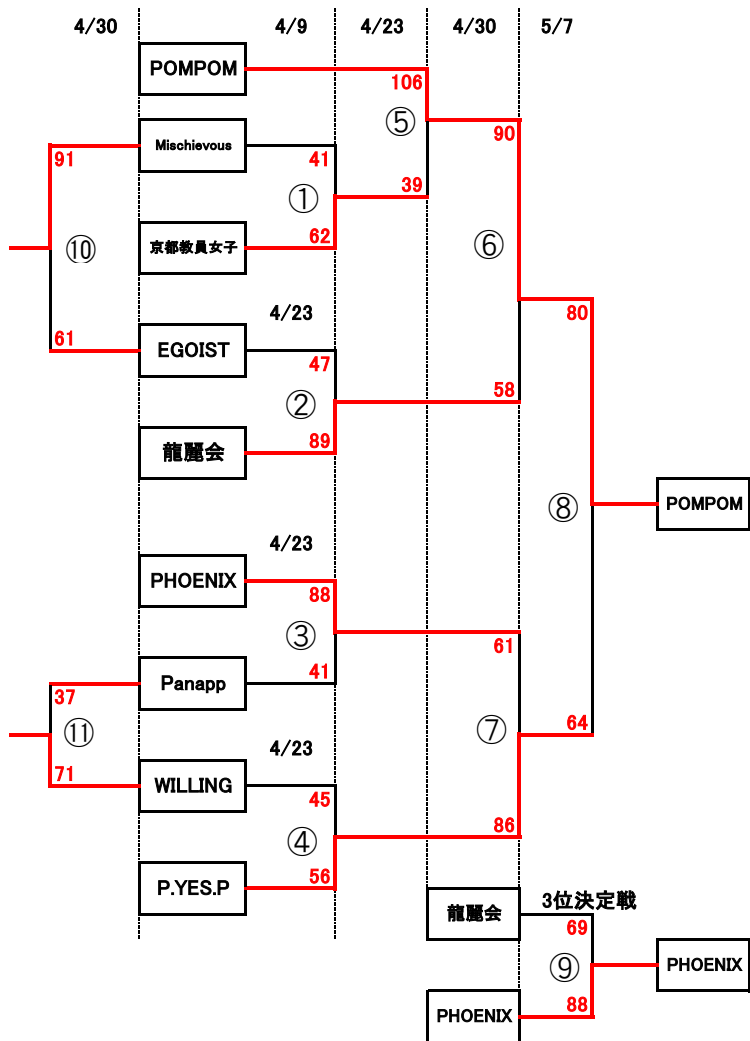 4/30 4/9 4/23 4/30 5/7
POMPOM
106
⑤
90
Mischievous
91
41
①
39
京都教員女子
62
⑩
⑥
4/23
80
61
EGOIST
47
②
58
龍麗会
89
⑧
POMPOM
4/23
PHOENIX
88
③
61
Panapp
41
37
⑪
⑦
64
4/23
71
WILLING
45
④
86
P.YES.P
56
龍麗会
3位決定戦
69
⑨
PHOENIX
PHOENIX
88